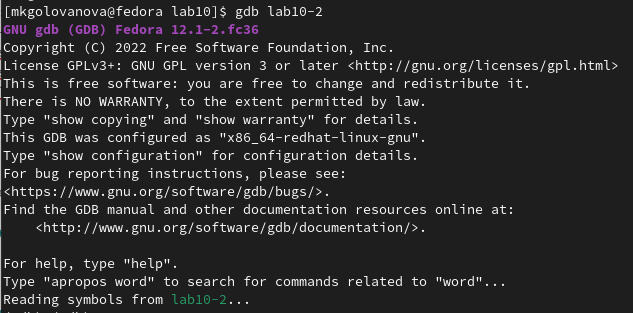 [mkgolovanova@fedora lab10]$ gdb lab10-2
GNU gdb (GDB) Fedora 12.1-2.fc36
Copyright (C) 2022 Free Software Foundation, Inc.
License GPLv3+: GNU GPL version 3 or later <http://gnu.org/licenses/gpl.html>
This is free software: you are free to change and redistribute it.
There is NO WARRANTY, to the extent permitted by law.
Type "show copying" and "show warranty" for details.
This GDB was configured as "x86_64-redhat-linux-gnu".
Type "show configuration" for configuration details.
For bug reporting instructions, please see:
<https://www.gnu.org/software/gdb/bugs/>.
Find the GDB manual and other documentation resources online at:
    <http://www.gnu.org/software/gdb/documentation/>.

For help, type "help".
Type "apropos word" to search for commands related to "word"...
Reading symbols from lab10-2...